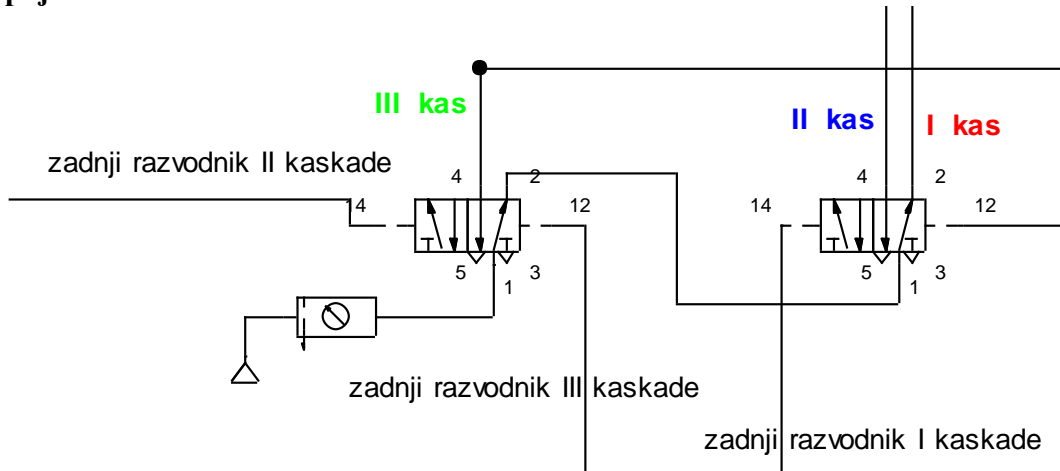 III kas
II kas
I kas
zadnji razvodnik II kaskade
4 2
14 12
5 3
1
4 2
14 12
5 3
1
zadnji razvodnik III kaskade
zadnji razvodnik I kaskade